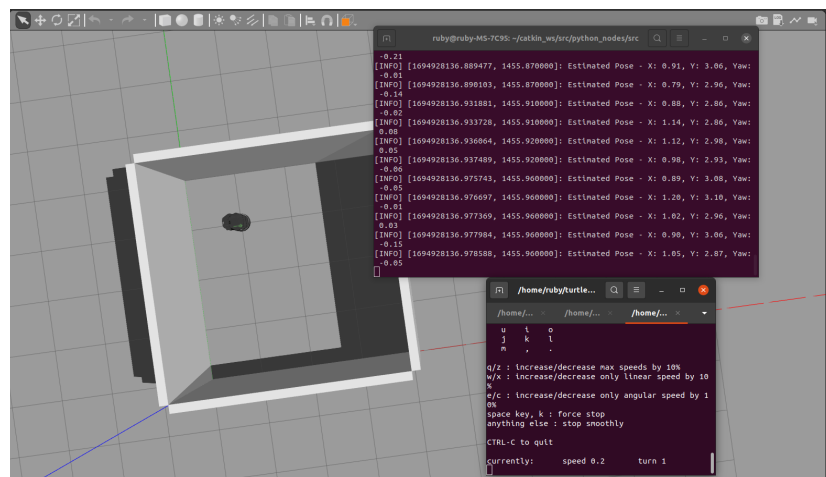 ruby@ruby-MS-7C95: ~/catkin_ws/src/python_nodes/src
-0.21
[INFO] [1694928136.889477, 1455.870000]: Estimated Pose - X: 0.91, Y: 3.06, Yaw:
-0.01
[INFO] [1694928136.890103, 1455.870000]: Estimated Pose - X: 0.79, Y: 2.96, Yaw:
-0.14
[INFO] [1694928136.931881, 1455.910000]: Estimated Pose - X: 0.88, Y: 2.86, Yaw:
-0.02
[INFO] [1694928136.933728, 1455.910000]: Estimated Pose - X: 1.14, Y: 2.86, Yaw:
0.08
[INFO] [1694928136.936064, 1455.920000]: Estimated Pose - X: 1.12, Y: 2.98, Yaw:
0.05
[INFO] [1694928136.937489, 1455.920000]: Estimated Pose - X: 0.98, Y: 2.93, Yaw:
-0.06
[INFO] [1694928136.975743, 1455.960000]: Estimated Pose - X: 0.89, Y: 3.08, Yaw:
-0.05
[INFO] [1694928136.976697, 1455.960000]: Estimated Pose - X: 1.20, Y: 3.10, Yaw:
-0.01
[INFO] [1694928136.977369, 1455.960000]: Estimated Pose - X: 1.02, Y: 2.96, Yaw:
0.03
[INFO] [1694928136.977984, 1455.960000]: Estimated Pose - X: 0.90, Y: 3.06, Yaw:
-0.15
[INFO] [1694928136.978588, 1455.960000]: Estimated Pose - X: 1.05, Y: 2.87, Yaw:
-0.05
/home/ruby/turtle...
/home/... /home/... /home/...
u i o
j k l
m , .
q/z : increase/decrease max speeds by 10%
w/x : increase/decrease only linear speed by 10
%
e/c : increase/decrease only angular speed by 1
0%
space key, k : force stop
anything else : stop smoothly
CTRL-C to quit
currently: speed 0.2 turn 1